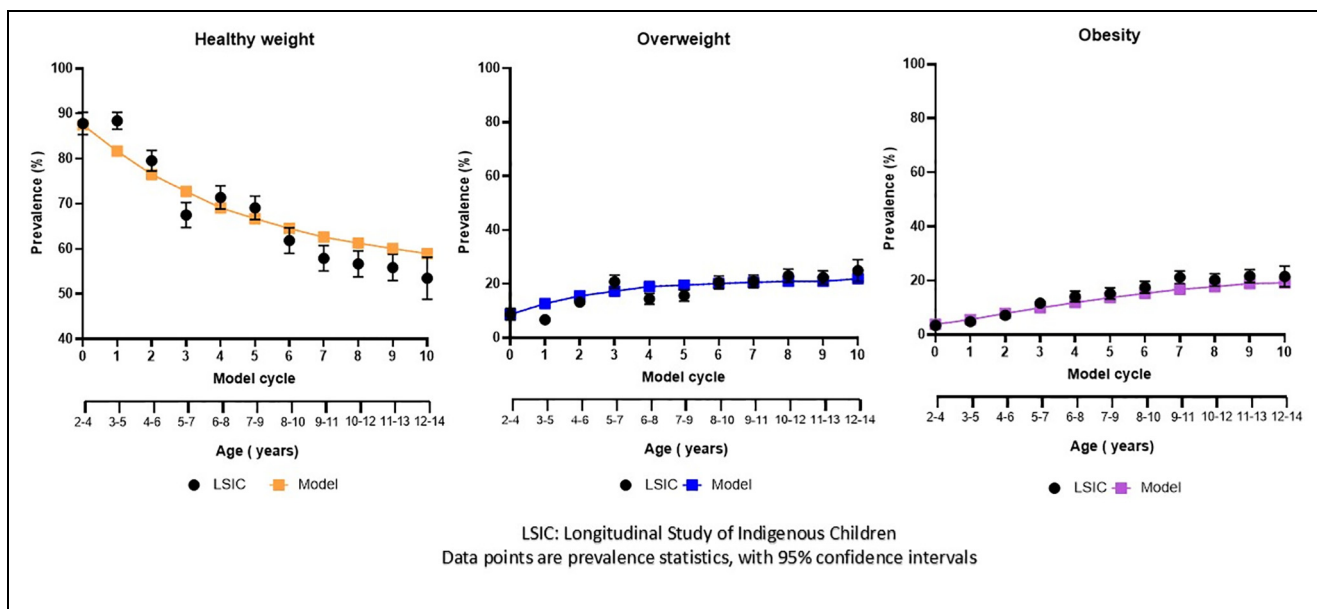 Healthy weight
Prevalence (%)
100
90
80
70
60
50
40
0 1 2 3 4 5 6 7 8 9 10
Model cycle
2-4 3-5 4-6 5-7 6-8 7-9 8-10 9-11 10-12 11-13 12-14
Age ( years)
LSIC Model
Overweight
Prevalence (%)
100
80
60
40
20
0
0 1 2 3 4 5 6 7 8 9 10
Model cycle
2-4 3-5 4-6 5-7 6-8 7-9 8-10 9-11 10-12 11-13 12-14
Age ( years)
LSIC Model
Obesity
Prevalence (%)
100
80
60
40
20
0
0 1 2 3 4 5 6 7 8 9 10
Model cycle
2-4 3-5 4-6 5-7 6-8 7-9 8-10 9-11 10-12 11-13 12-14
Age ( years)
LSIC Model
LSIC: Longitudinal Study of Indigenous Children
Data points are prevalence statistics, with 95% confidence intervals